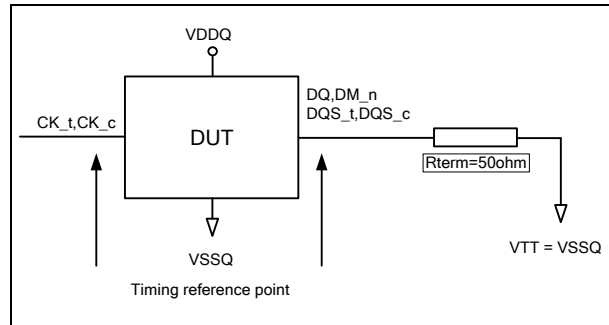 VDDQ
CK_t,CK_c
DUT
DQ,DM_n
DQS_t,DQS_c
Rterm=50ohm
VSSQ
VTT = VSSQ
Timing reference point